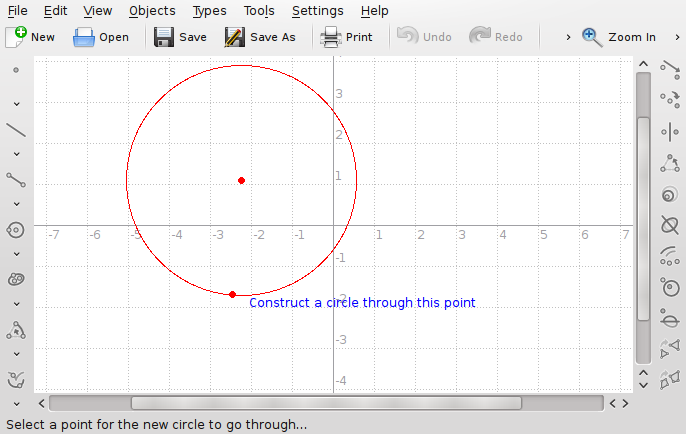 File Edit View Objects Types Tools Settings Help
New Open Save Save As Print Undo Redo Zoom In
3
2
1
-7 -6 -5 -4 -3 -2 -1 1 2 3 4 5 6 7
-1
Construct a circle through this point
-2
-3
-4
Select a point for the new circle to go through...